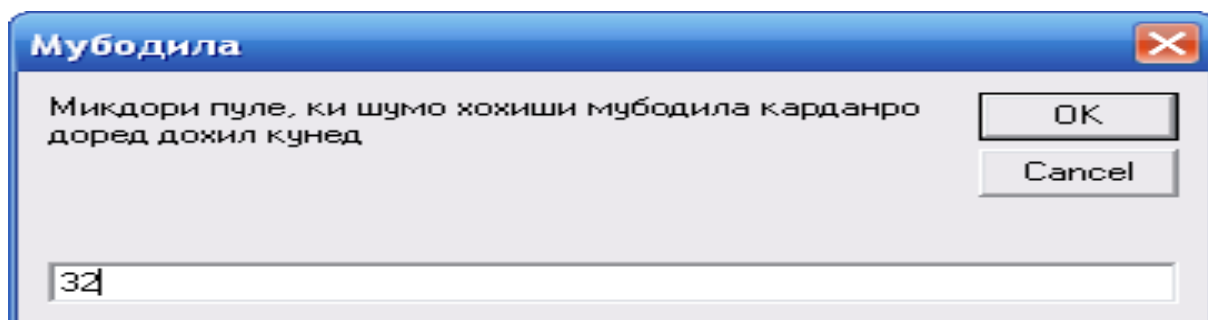 Мубодила
Микдори пуле, ки шумо хохиши мубодила карданро
доред дохил кунед
OK
Cancel
32